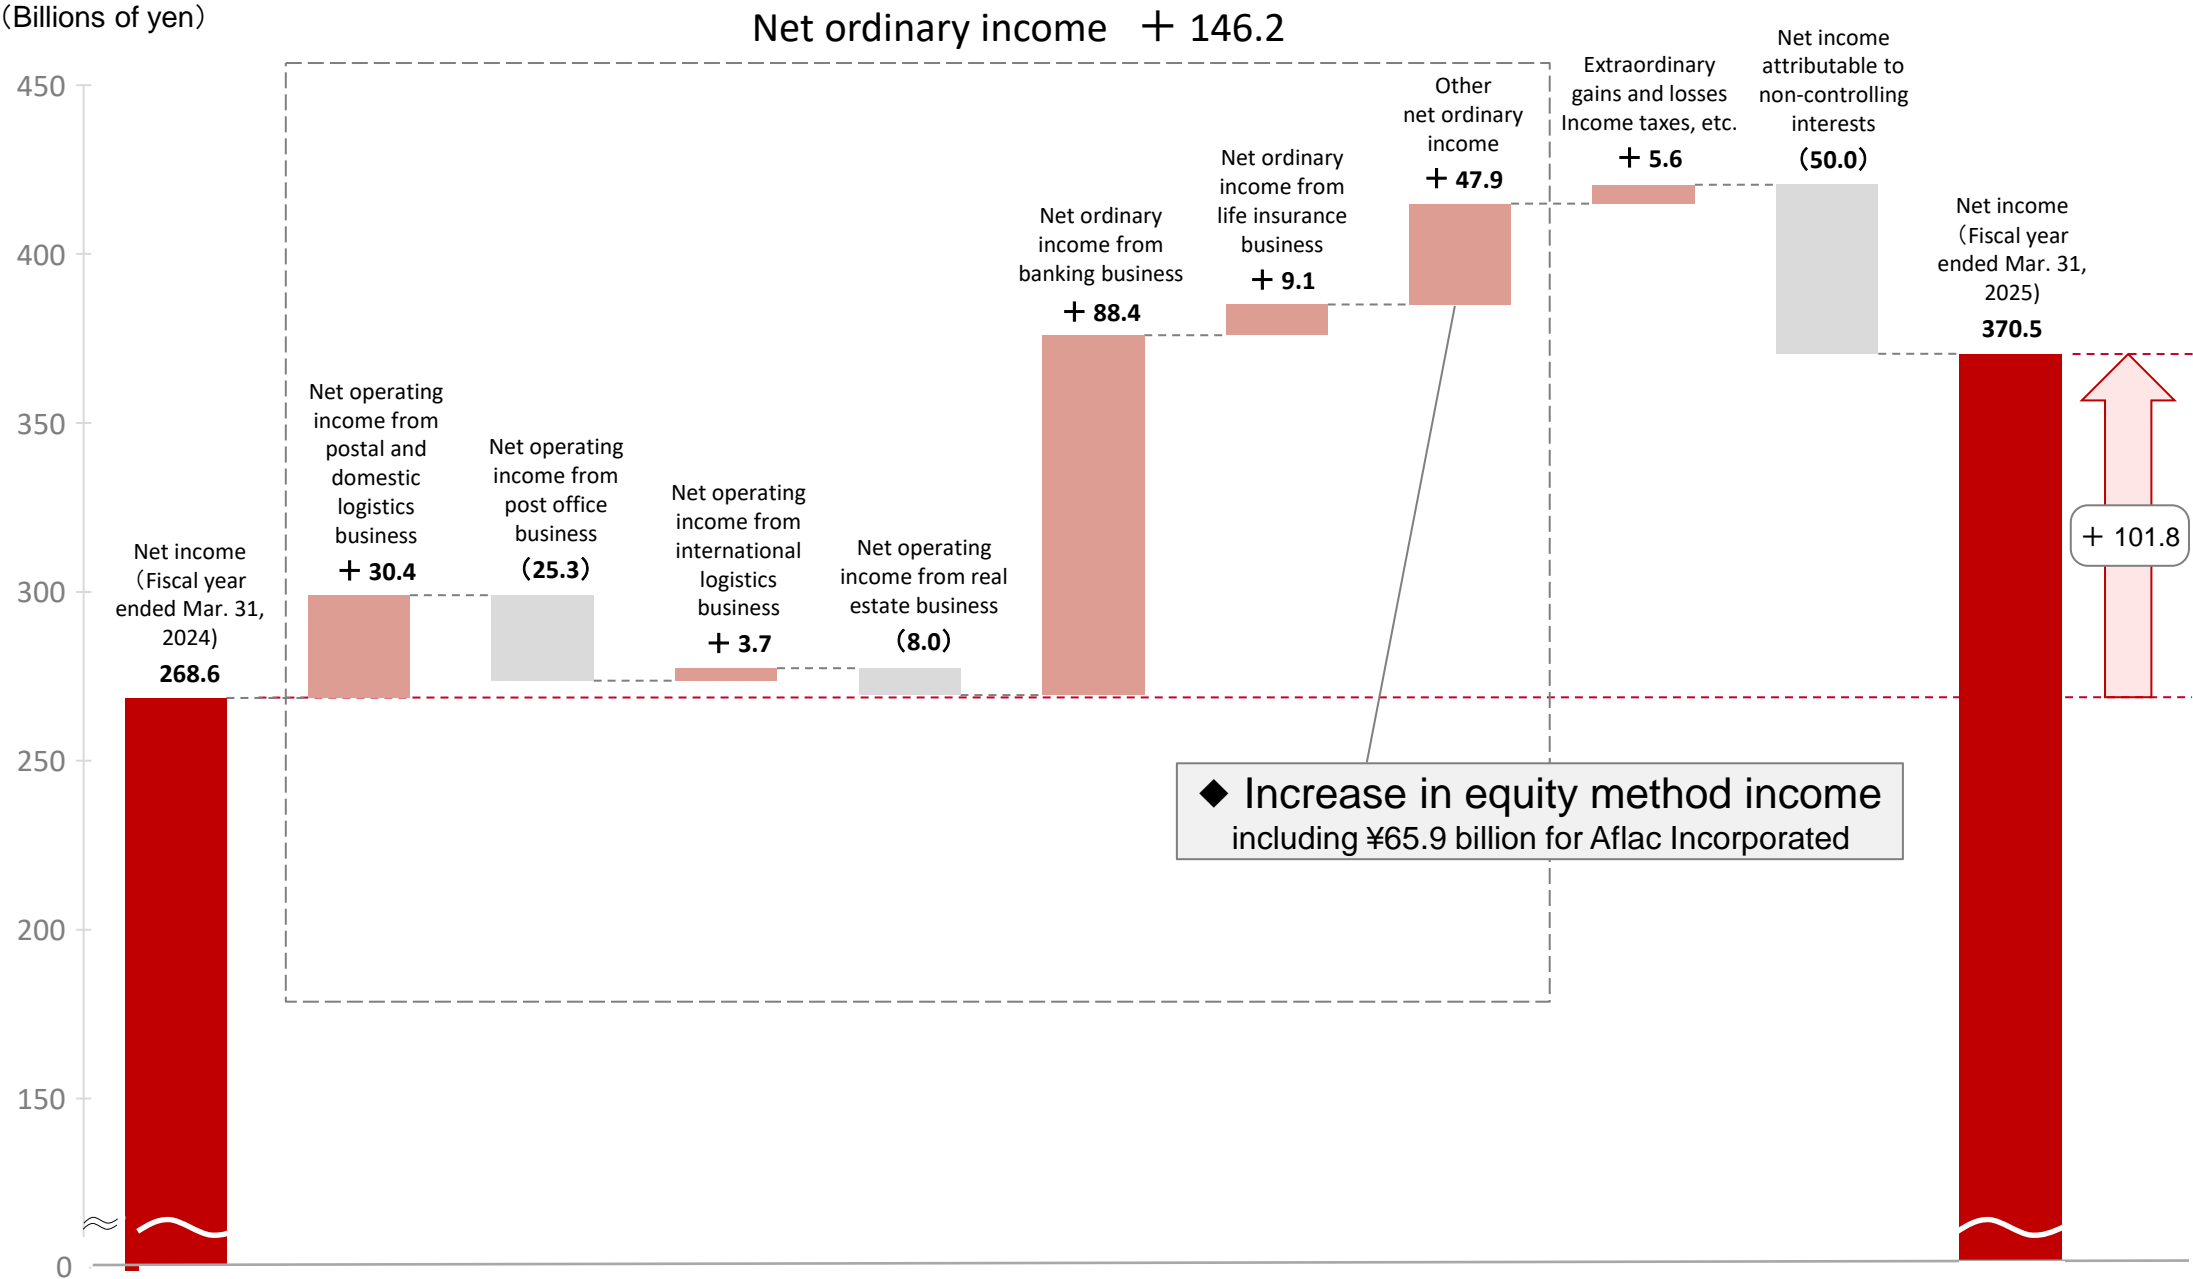 （Billions of yen）
Net ordinary income ＋ 146.2
450
400
350
300
250
200
150
0
Net income
（Fiscal year
ended Mar. 31,
2024)
268.6
Net operating
income from
postal and
domestic
logistics
business
＋ 30.4
Net operating
income from
post office
business
（25.3）
Net operating
income from
international
logistics
business
＋ 3.7
Net operating
income from real
estate business
（8.0）
Net ordinary
income from
banking business
＋ 88.4
Net ordinary
income from
life insurance
business
＋ 9.1
Other
net ordinary
income
＋ 47.9
Extraordinary
gains and losses
Income taxes, etc.
＋ 5.6
Net income
attributable to
non-controlling
interests
（50.0）
Net income
（Fiscal year
ended Mar. 31,
2025)
370.5
＋ 101.8
◆ Increase in equity method income
including ¥65.9 billion for Aflac Incorporated